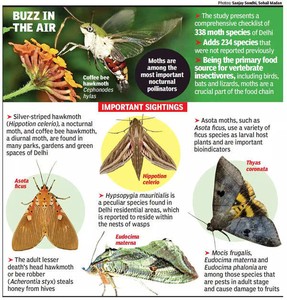 Photos: Sanjay Sondhi, Sohail Madan
BUZZ IN
THE AIR
Coffee bee
hawkmoth
Cephonodes
hylas
Moths are
among the
most important
nocturnal
pollinators
➤ The study presents a
comprehensive checklist of
338 moth species of Delhi
➤ Adds 234 species that
were not reported previously
➤ Being the primary food
source for vertebrate
insectivores, including birds,
bats and lizards, moths are a
crucial part of the food chain
IMPORTANT SIGHTINGS
➤ Silver-striped hawkmoth
(Hippotion celerio), a nocturnal
moth, and coffee bee hawkmoth,
a diurnal moth, are found in
many parks, gardens and green
spaces of Delhi
Asota
ficus
➤ The adult lesser
death's head hawkmoth or
bee robber
(Acherontia styx) steals
honey from hives
Hippotion
celerio
➤ Hypsopygia mauritialis is
a peculiar species found in
Delhi residential areas, which
is reported to reside within
the nests of wasps
Eudocima
materna
➤ Asota moths, such as
Asota ficus, use a variety of
ficus species as larval host
plants and are important
bioindicators
Thyas
coronata
➤ Mocis frugalis,
Eudocima materna and
Eudocima phalonia are
among those species that
are pests in adult stage
and cause damage to fruits